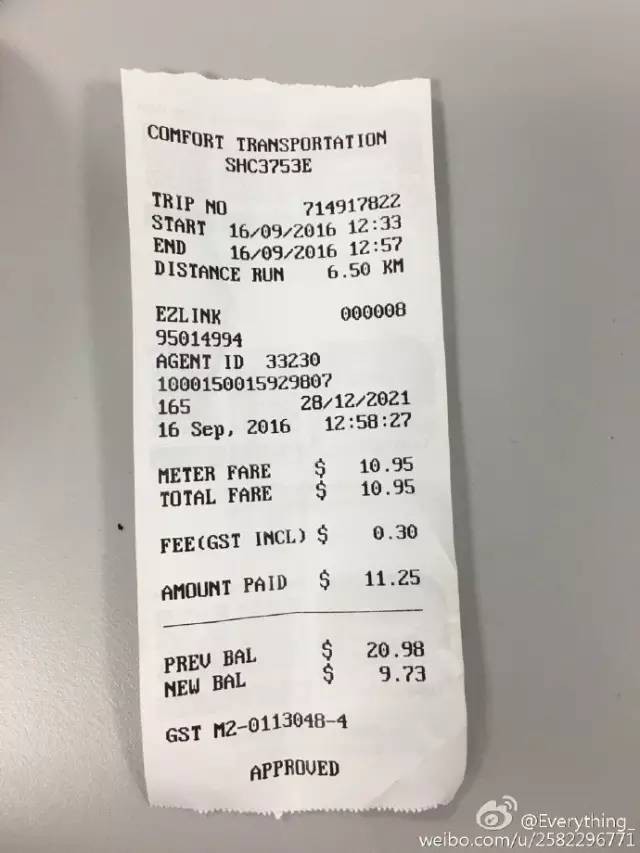 COMFORT TRANSPORTATION
SHC3753E
TRIP NO 714917822
START 16/09/2016 12:33
END 16/09/2016 12:57
DISTANCE RUN 6.50 KM
EZLINK 000008
95014994
AGENT ID 33230
1000150015929807
165 28/12/2021
16 Sep, 2016 12:58:27
METER FARE $ 10.95
TOTAL FARE $ 10.95
FEE(GST INCL) $ 0.30
AMOUNT PAID $ 11.25
PREV BAL $ 20.98
NEW BAL $ 9.73
GST M2-0113048-4
APPROVED
@Everything_
weibo.com/u/2582296771